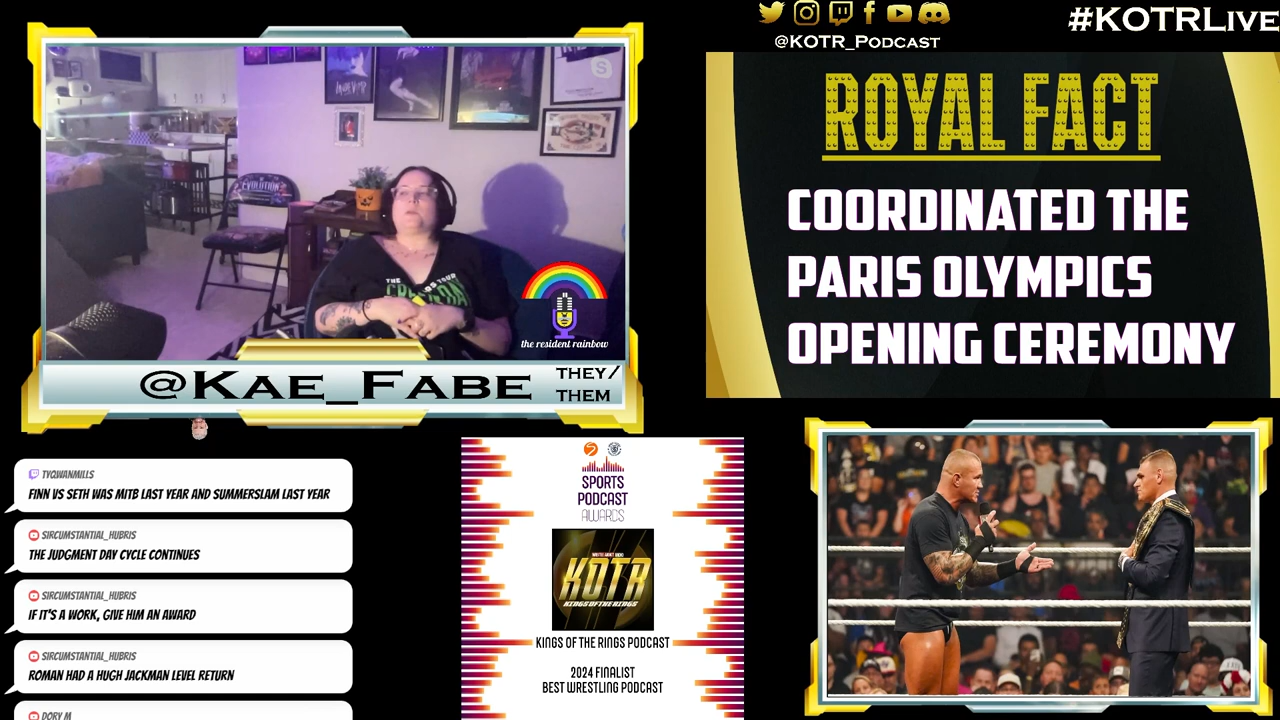 @KOTR_PODCAST
#KOTRLIVE
ROYAL FACT
COORDINATED THE
PARIS OLYMPICS
OPENING CEREMONY
EVOLUTION
THE
the resident rainbow
@KAE_FABE
THEY/
THEM
TYQWANMILLS
FINN VS SETH WAS MITB LAST YEAR AND SUMMERSLAM LAST YEAR
SIRCUMSTANTIAL_HUBRIS
THE JUDGMENT DAY CYCLE CONTINUES
SIRCUMSTANTIAL_HUBRIS
IF IT'S A WORK, GIVE HIM AN AWARD
SIRCUMSTANTIAL_HUBRIS
ROMAN HAD A HUGH JACKMAN LEVEL RETURN
DORY M
SPORTS
PODCAST
AWARDS
KOTR
KINGS OF THE RINGS
KINGS OF THE RINGS PODCAST
2024 FINALIST
BEST WRESTLING PODCAST